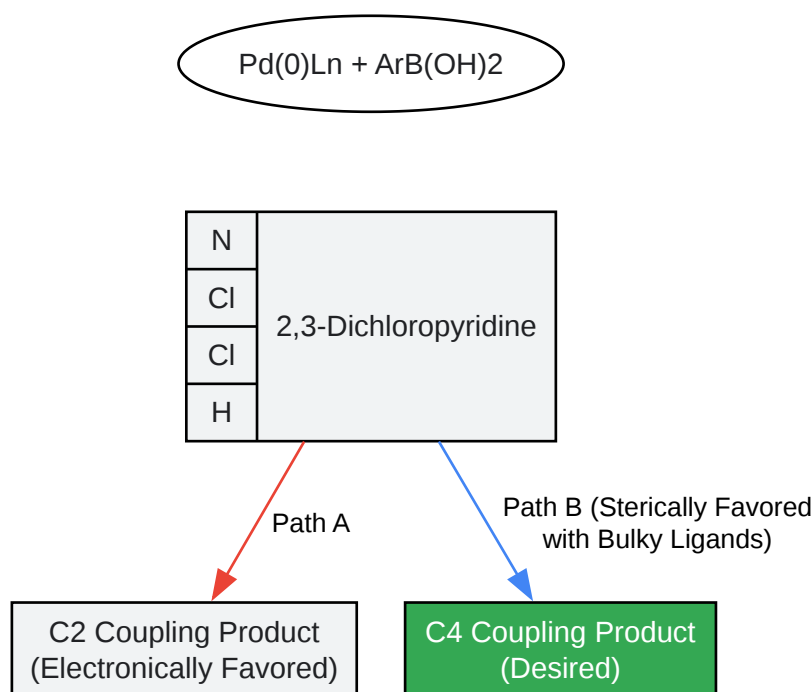 Pd(0)Ln + ArB(OH)2
N
Cl
Cl
H
2,3-Dichloropyridine
Path A
Path B (Sterically Favored
with Bulky Ligands)
C2 Coupling Product
(Electronically Favored)
C4 Coupling Product
(Desired)